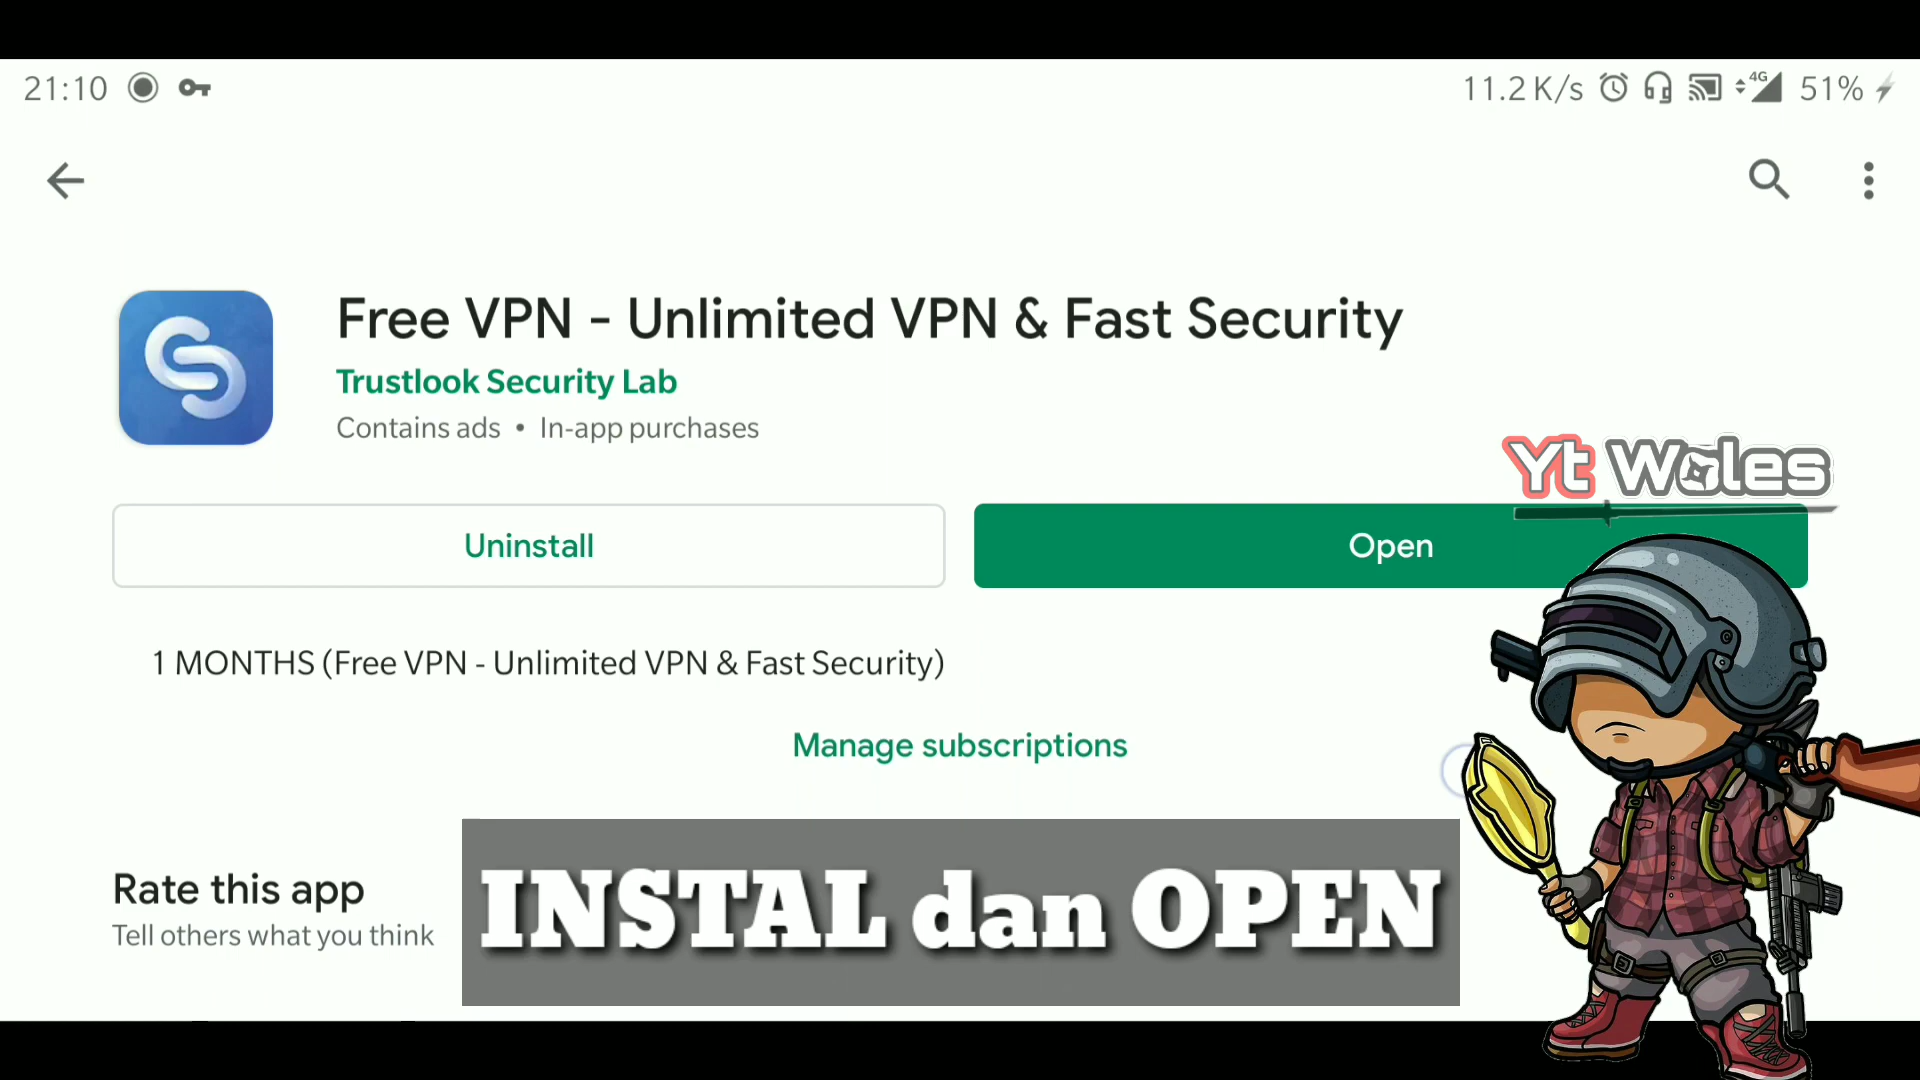 21:10
11.2 K/s 4G 51%
Free VPN - Unlimited VPN & Fast Security
Trustlook Security Lab
Contains ads • In-app purchases
Yt Woles
Uninstall
Open
1 MONTHS (Free VPN - Unlimited VPN & Fast Security)
Manage subscriptions
Rate this app
Tell others what you think
INSTAL dan OPEN